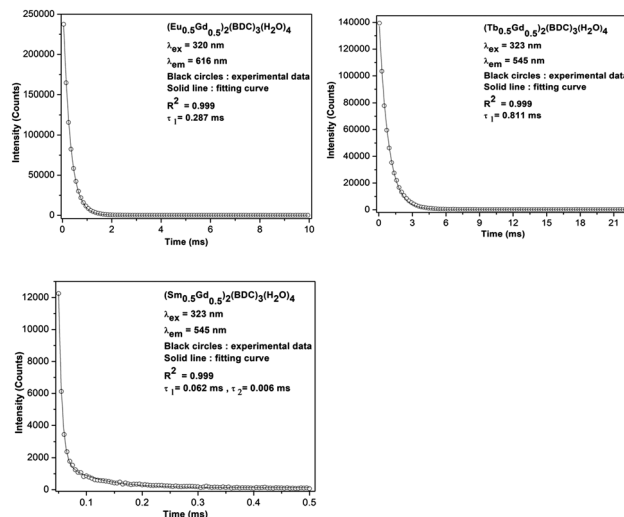 (Eu0.5Gd0.5)2(BDC)3(H2O)4
λex = 320 nm
λem = 616 nm
Black circles : experimental data
Solid line : fitting curve
R2 = 0.999
τ1= 0.287 ms
Intensity (Counts)
250000
200000
150000
100000
50000
0
0 2 4 6 8 10
Time (ms)
(Tb0.5Gd0.5)2(BDC)3(H2O)4
λex = 323 nm
λem = 545 nm
Black circles : experimental data
Solid line : fitting curve
R2 = 0.999
τ1= 0.811 ms
Intensity (Counts)
140000
120000
100000
80000
60000
40000
20000
0
0 3 6 9 12 15 18 21
Time (ms)
(Sm0.5Gd0.5)2(BDC)3(H2O)4
λex = 323 nm
λem = 545 nm
Black circles : experimental data
Solid line : fitting curve
R2 = 0.999
τ1= 0.062 ms , τ2= 0.006 ms
Intensity (Counts)
12000
10000
8000
6000
4000
2000
0
0.1 0.2 0.3 0.4 0.5
Time (ms)